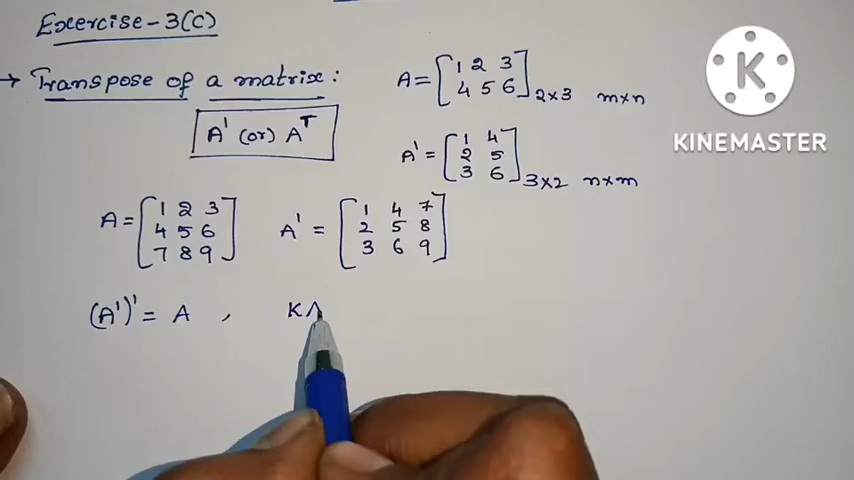 Exercise-3(C)
→ Transpose of a matrix :
A' (or) Aᵀ
A = [1 2 3
4 5 6] 2×3 m×n
A' = [1 4
2 5
3 6] 3×2 n×m
A = [1 2 3
4 5 6
7 8 9]
A' = [1 4 7
2 5 8
3 6 9]
(A')' = A , KA
K
KINEMASTER